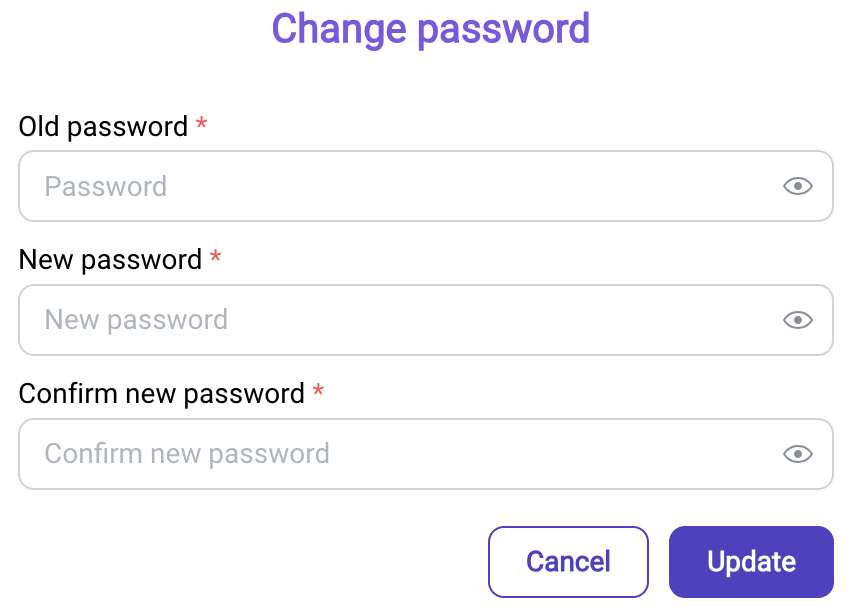 Change password
Old password *
Password
New password *
New password
Confirm new password *
Confirm new password
Cancel Update